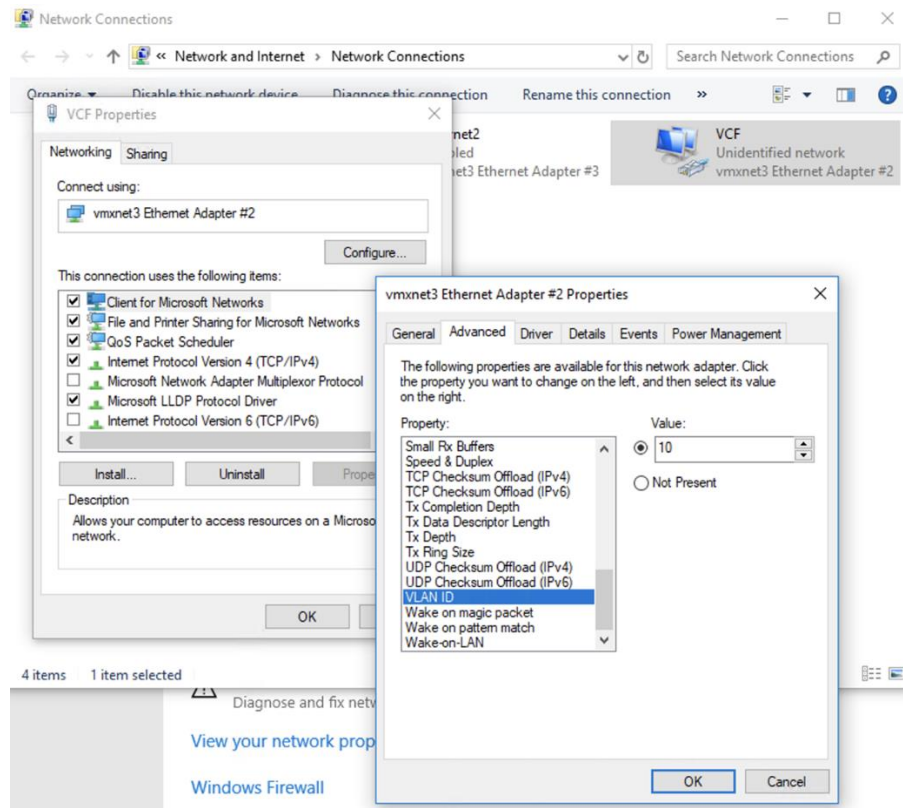 Network Connections
« Network and Internet › Network Connections
Search Network Connections
Organize
Disable this network device
Diagnose this connection
Rename this connection
»
VCF Properties
Networking
Sharing
Connect using:
vmxnet3 Ethernet Adapter #2
Configure...
This connection uses the following items:
Client for Microsoft Networks
File and Printer Sharing for Microsoft Networks
QoS Packet Scheduler
Internet Protocol Version 4 (TCP/IPv4)
Microsoft Network Adapter Multiplexor Protocol
Microsoft LLDP Protocol Driver
Internet Protocol Version 6 (TCP/IPv6)
Install...
Uninstall
Prope
Description
Allows your computer to access resources on a Microso
network.
OK
rnet2
bled
net3 Ethernet Adapter #3
VCF
Unidentified network
vmxnet3 Ethernet Adapter #2
vmxnet3 Ethernet Adapter #2 Properties
General
Advanced
Driver
Details
Events
Power Management
The following properties are available for this network adapter. Click
the property you want to change on the left, and then select its value
on the right.
Property:
Small Rx Buffers
Speed & Duplex
TCP Checksum Offload (IPv4)
TCP Checksum Offload (IPv6)
Tx Completion Depth
Tx Data Descriptor Length
Tx Depth
Tx Ring Size
UDP Checksum Offload (IPv4)
UDP Checksum Offload (IPv6)
VLAN ID
Wake on magic packet
Wake on pattern match
Wake-on-LAN
Value:
10
Not Present
OK
Cancel
4 items
1 item selected
Diagnose and fix netw
View your network prop
Windows Firewall